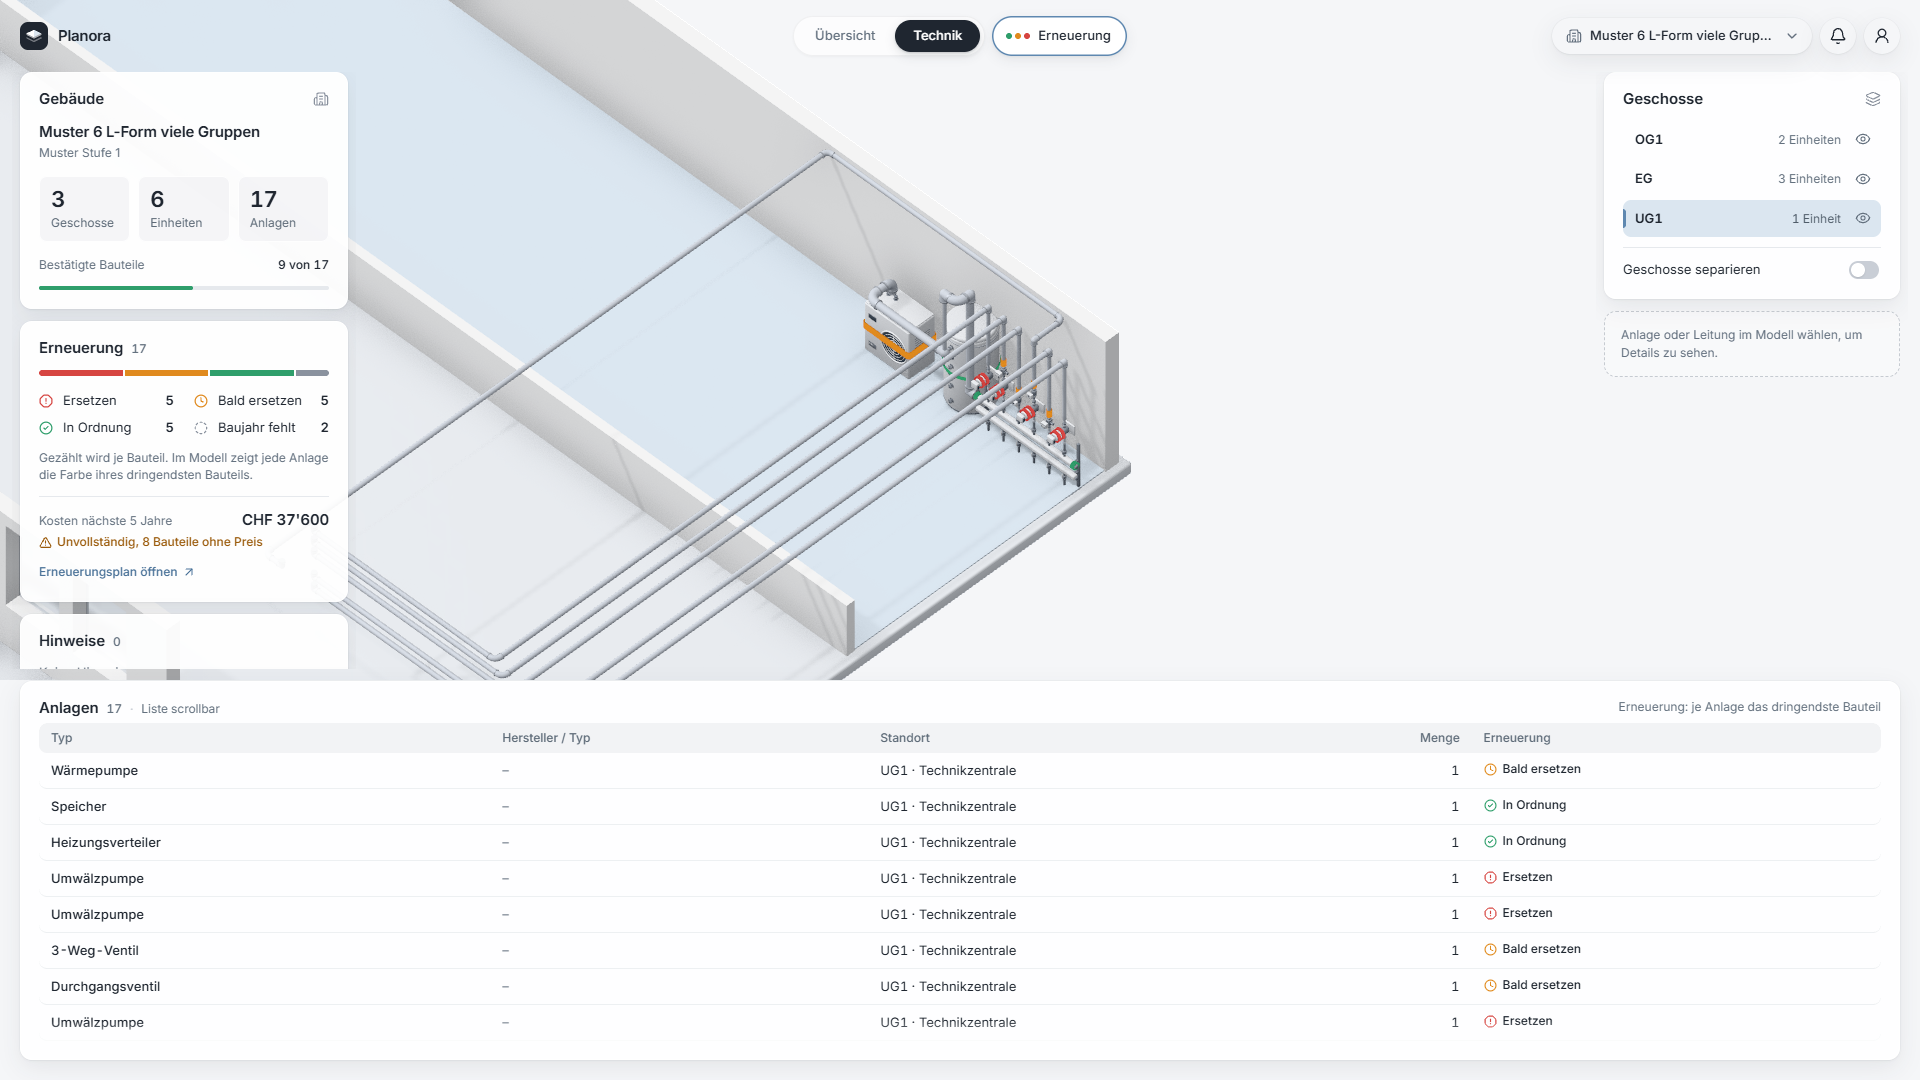 Planora
Übersicht
Technik
Erneuerung
Muster 6 L-Form viele Grup...
Gebäude
Muster 6 L-Form viele Gruppen
Muster Stufe 1
3 Geschosse
6 Einheiten
17 Anlagen
Bestätigte Bauteile 9 von 17
Erneuerung 17
Ersetzen 5 Bald ersetzen 5
In Ordnung 5 Baujahr fehlt 2
Gezählt wird je Bauteil. Im Modell zeigt jede Anlage
die Farbe ihres dringendsten Bauteils.
Kosten nächste 5 Jahre CHF 37'600
Unvollständig, 8 Bauteile ohne Preis
Erneuerungsplan öffnen
Hinweise 0
Geschosse
OG1 2 Einheiten
EG 3 Einheiten
UG1 1 Einheit
Geschosse separieren
Anlage oder Leitung im Modell wählen, um
Details zu sehen.
Anlagen 17 · Liste scrollbar
Erneuerung: je Anlage das dringendste Bauteil
Typ Hersteller / Typ Standort Menge Erneuerung
Wärmepumpe – UG1 · Technikzentrale 1 Bald ersetzen
Speicher – UG1 · Technikzentrale 1 In Ordnung
Heizungsverteiler – UG1 · Technikzentrale 1 In Ordnung
Umwälzpumpe – UG1 · Technikzentrale 1 Ersetzen
Umwälzpumpe – UG1 · Technikzentrale 1 Ersetzen
3-Weg-Ventil – UG1 · Technikzentrale 1 Bald ersetzen
Durchgangsventil – UG1 · Technikzentrale 1 Bald ersetzen
Umwälzpumpe – UG1 · Technikzentrale 1 Ersetzen